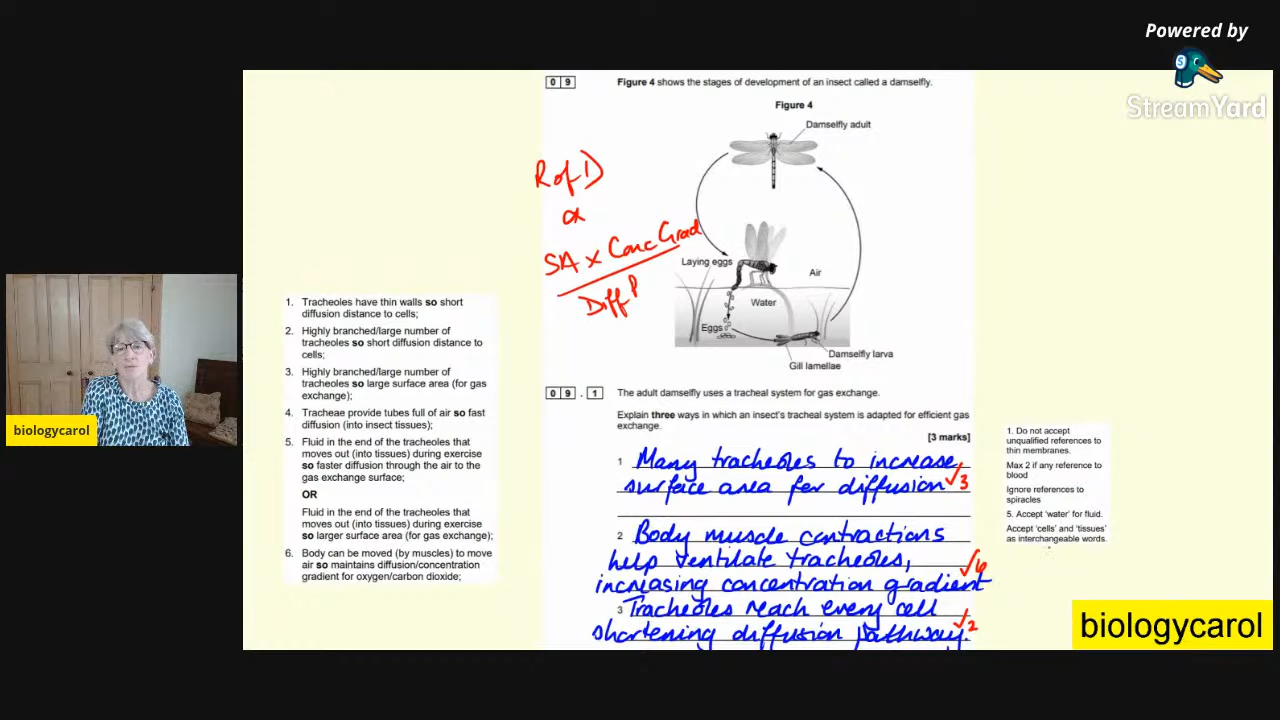 Powered by
S
StreamYard
0 9
Figure 4 shows the stages of development of an insect called a damselfly.
Figure 4
Damselfly adult
Laying eggs
Air
Water
Eggs
Damselfly larva
Gill lamellae
R of D
∝
SA x Conc Grad
Diff P
0 9 . 1
The adult damselfly uses a tracheal system for gas exchange.
Explain three ways in which an insect's tracheal system is adapted for efficient gas
exchange.
[3 marks]
1 Many tracheoles to increase
surface area for diffusion ✓3
2 Body muscle contractions
help ventilate tracheoles,
increasing concentration gradient ✓6
3 Tracheoles reach every cell
shortening diffusion pathway. ✓2
1. Tracheoles have thin walls so short
diffusion distance to cells;
2. Highly branched/large number of
tracheoles so short diffusion distance to
cells;
3. Highly branched/large number of
tracheoles so large surface area (for gas
exchange);
4. Tracheae provide tubes full of air so fast
diffusion (into insect tissues);
5. Fluid in the end of the tracheoles that
moves out (into tissues) during exercise
so faster diffusion through the air to the
gas exchange surface;
OR
Fluid in the end of the tracheoles that
moves out (into tissues) during exercise
so larger surface area (for gas exchange);
6. Body can be moved (by muscles) to move
air so maintains diffusion/concentration
gradient for oxygen/carbon dioxide;
1. Do not accept
unqualified references to
thin membranes.
Max 2 if any reference to
blood
Ignore references to
spiracles
5. Accept 'water' for fluid.
Accept 'cells' and 'tissues'
as interchangeable words.
biologycarol
biologycarol